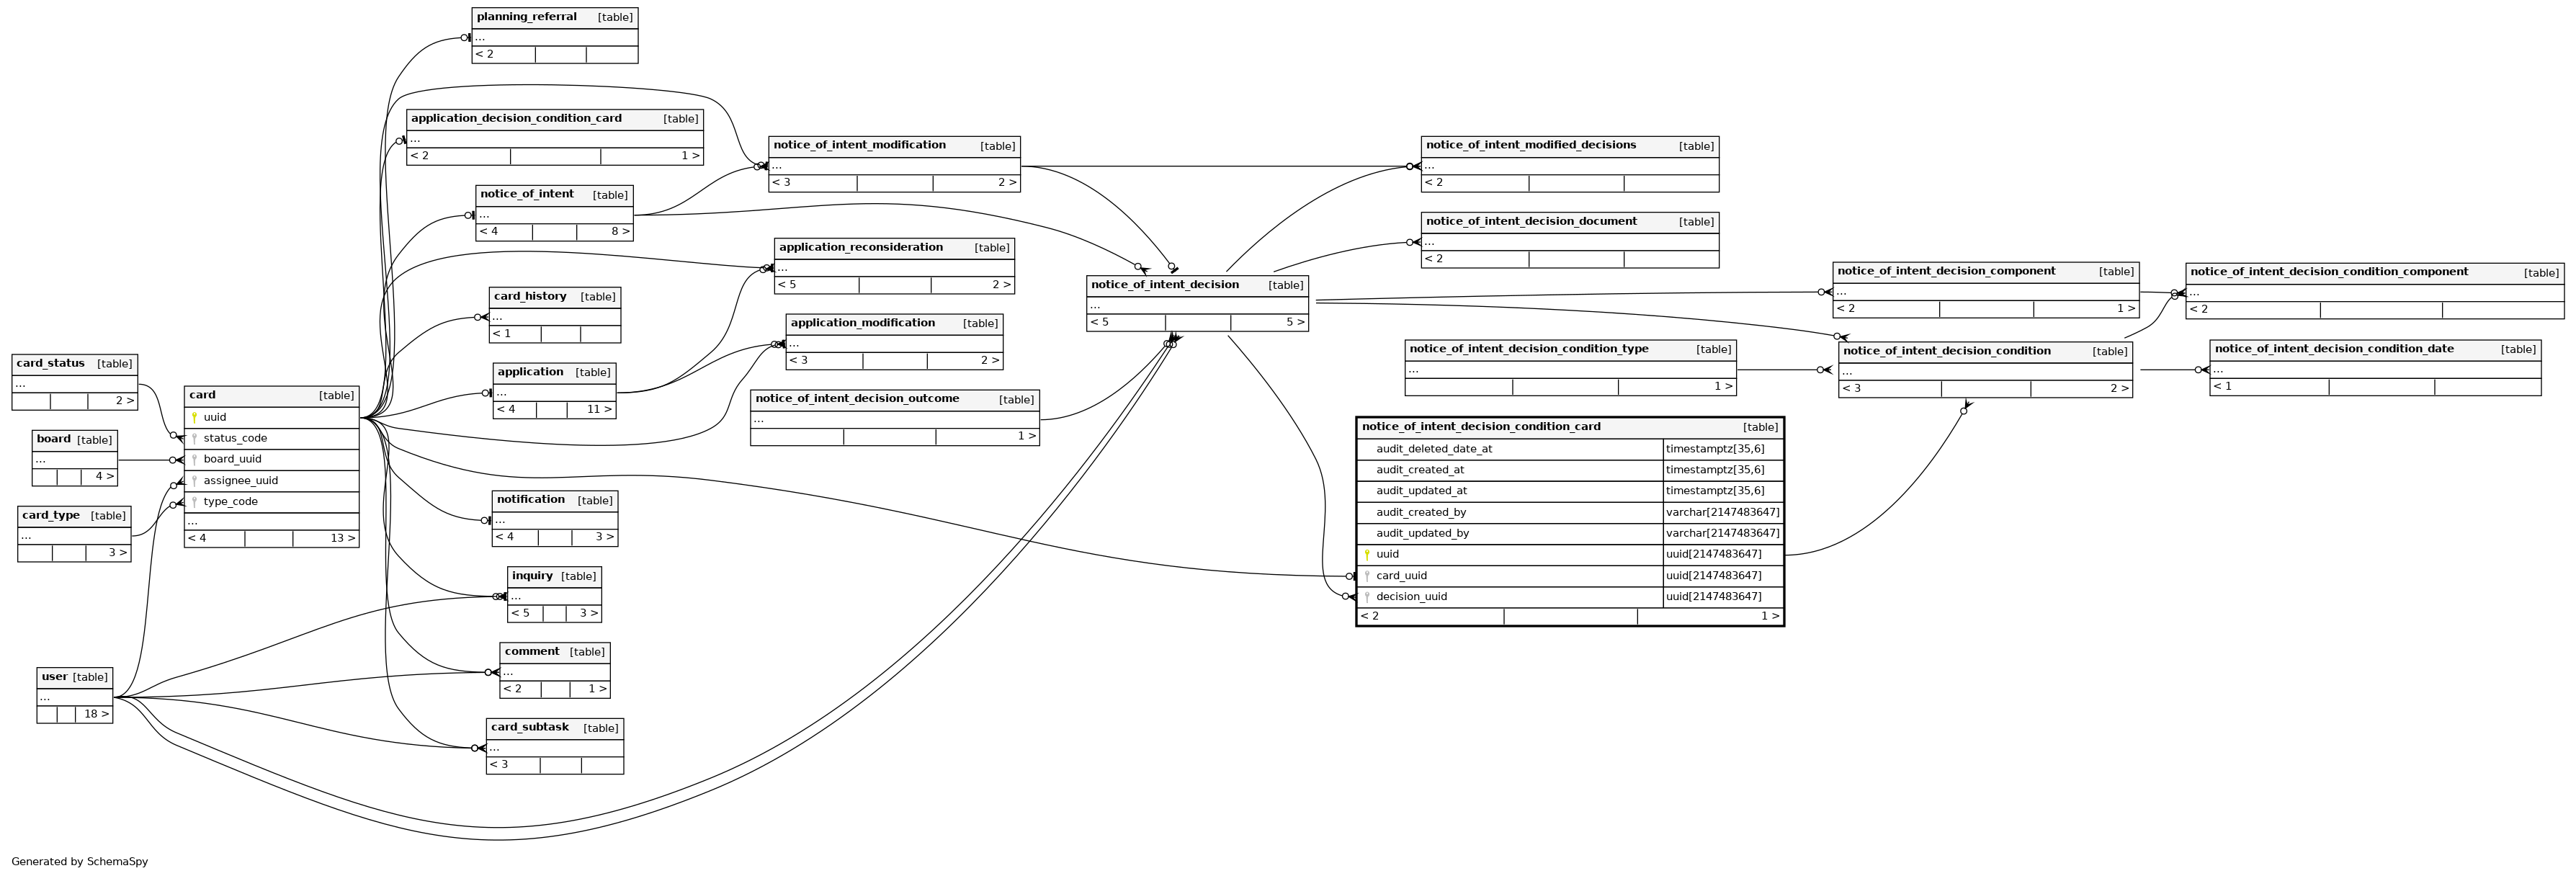 planning_referral [table]
...
< 2
application_decision_condition_card [table]
...
< 2 1 >
notice_of_intent [table]
...
< 4 8 >
card_history [table]
...
< 1
application [table]
...
< 4 11 >
notification [table]
...
< 4 3 >
inquiry [table]
...
< 5 3 >
comment [table]
...
< 2 1 >
card_subtask [table]
...
< 3
card_status [table]
...
2 >
board [table]
...
4 >
card_type [table]
...
3 >
user [table]
...
18 >
card [table]
uuid
status_code
board_uuid
assignee_uuid
type_code
...
< 4 13 >
notice_of_intent_modification [table]
...
< 3 2 >
application_reconsideration [table]
...
< 5 2 >
application_modification [table]
...
< 3 2 >
notice_of_intent_decision_outcome [table]
...
1 >
notice_of_intent_decision [table]
...
< 5 5 >
notice_of_intent_modified_decisions [table]
...
< 2
notice_of_intent_decision_document [table]
...
< 2
notice_of_intent_decision_condition_type [table]
...
1 >
notice_of_intent_decision_condition_card [table]
audit_deleted_date_at timestamptz[35,6]
audit_created_at timestamptz[35,6]
audit_updated_at timestamptz[35,6]
audit_created_by varchar[2147483647]
audit_updated_by varchar[2147483647]
uuid uuid[2147483647]
card_uuid uuid[2147483647]
decision_uuid uuid[2147483647]
< 2 1 >
notice_of_intent_decision_component [table]
...
< 2 1 >
notice_of_intent_decision_condition [table]
...
< 3 2 >
notice_of_intent_decision_condition_component [table]
...
< 2
notice_of_intent_decision_condition_date [table]
...
< 1
Generated by SchemaSpy